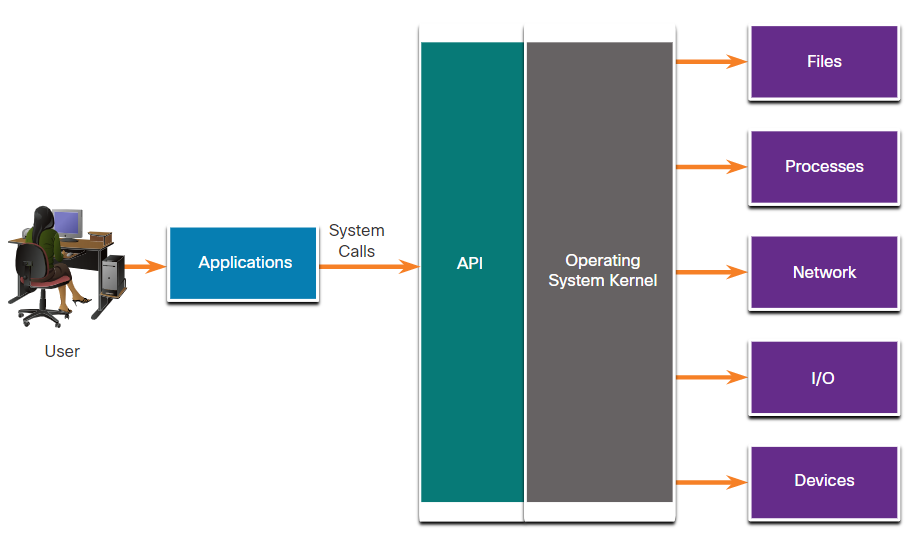 User
Applications
System
Calls
API
Operating
System Kernel
Files
Processes
Network
I/O
Devices